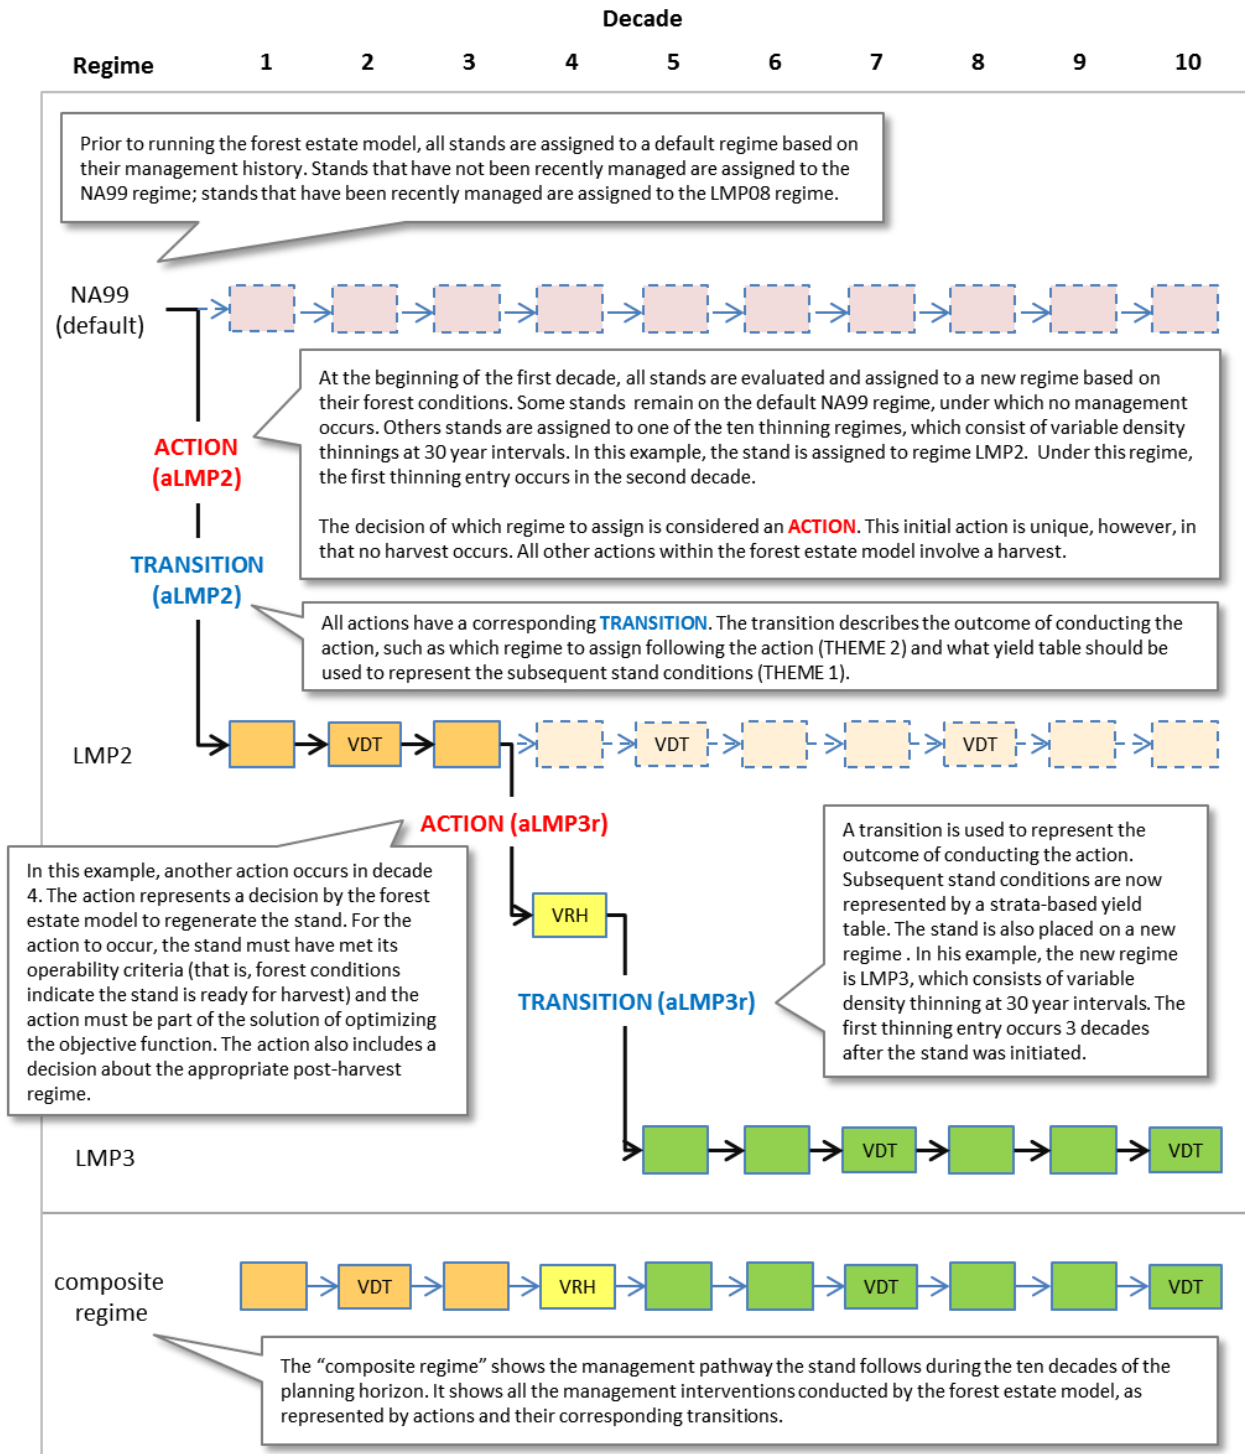 Decade
Regime 1 2 3 4 5 6 7 8 9 10
Prior to running the forest estate model, all stands are assigned to a default regime based on
their management history. Stands that have not been recently managed are assigned to the
NA99 regime; stands that have been recently managed are assigned to the LMP08 regime.
NA99
(default)
At the beginning of the first decade, all stands are evaluated and assigned to a new regime based on
their forest conditions. Some stands remain on the default NA99 regime, under which no management
occurs. Others stands are assigned to one of the ten thinning regimes, which consist of variable density
thinnings at 30 year intervals. In this example, the stand is assigned to regime LMP2. Under this regime,
the first thinning entry occurs in the second decade.
The decision of which regime to assign is considered an ACTION. This initial action is unique, however, in
that no harvest occurs. All other actions within the forest estate model involve a harvest.
ACTION
(aLMP2)
TRANSITION
(aLMP2)
All actions have a corresponding TRANSITION. The transition describes the outcome of conducting the
action, such as which regime to assign following the action (THEME 2) and what yield table should be
used to represent the subsequent stand conditions (THEME 1).
LMP2 VDT VDT VDT
ACTION (aLMP3r)
In this example, another action occurs in decade
4. The action represents a decision by the forest
estate model to regenerate the stand. For the
action to occur, the stand must have met its
operability criteria (that is, forest conditions
indicate the stand is ready for harvest) and the
action must be part of the solution of optimizing
the objective function. The action also includes a
decision about the appropriate post-harvest
regime.
VRH
TRANSITION (aLMP3r)
A transition is used to represent the
outcome of conducting the action.
Subsequent stand conditions are now
represented by a strata-based yield
table. The stand is also placed on a new
regime . In his example, the new regime
is LMP3, which consists of variable
density thinning at 30 year intervals. The
first thinning entry occurs 3 decades
after the stand was initiated.
LMP3 VDT VDT
composite
regime
VDT VRH VDT VDT
The “composite regime” shows the management pathway the stand follows during the ten decades of the
planning horizon. It shows all the management interventions conducted by the forest estate model, as
represented by actions and their corresponding transitions.